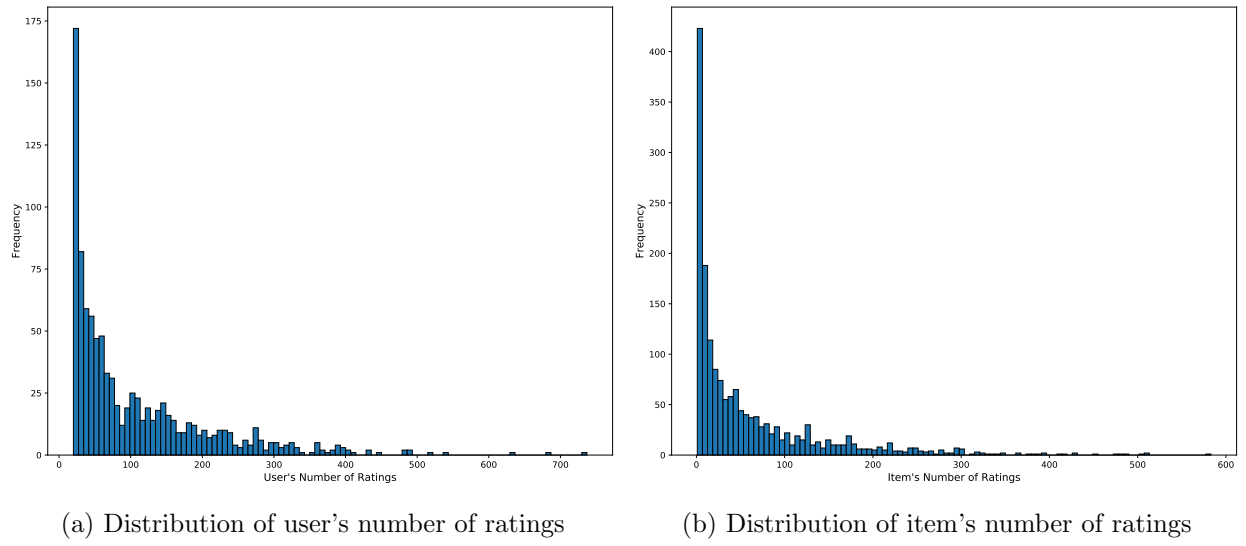 175
150
125
100
75
50
25
0
Frequency
0 100 200 300 400 500 600 700
User's Number of Ratings
(a) Distribution of user's number of ratings
400
350
300
250
200
150
100
50
0
Frequency
0 100 200 300 400 500 600
Item's Number of Ratings
(b) Distribution of item's number of ratings